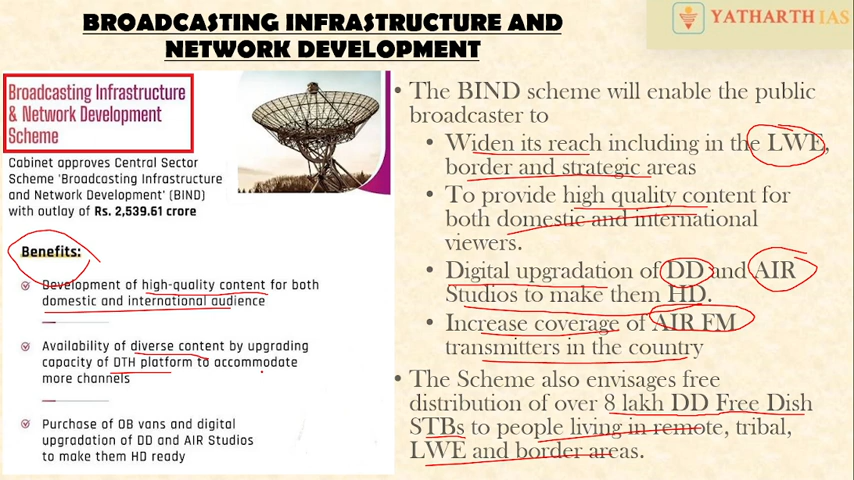 BROADCASTING INFRASTRUCTURE AND
NETWORK DEVELOPMENT
YATHARTH IAS
Broadcasting Infrastructure
& Network Development
Scheme
Cabinet approves Central Sector
Scheme 'Broadcasting Infrastructure
and Network Development' (BIND)
with outlay of Rs. 2,539.61 crore
Benefits:
Development of high-quality content for both
domestic and international audience
Availability of diverse content by upgrading
capacity of DTH platform to accommodate
more channels
Purchase of OB vans and digital
upgradation of DD and AIR Studios
to make them HD ready
• The BIND scheme will enable the public
broadcaster to
• Widen its reach including in the LWE,
border and strategic areas
• To provide high quality content for
both domestic and international
viewers.
• Digital upgradation of DD and AIR
Studios to make them HD.
• Increase coverage of AIR FM
transmitters in the country
• The Scheme also envisages free
distribution of over 8 lakh DD Free Dish
STBs to people living in remote, tribal,
LWE and border areas.